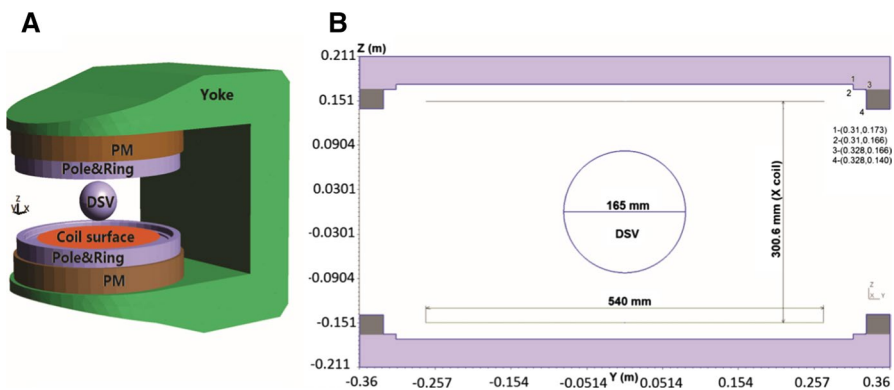 A
Yoke
PM
Pole&Ring
DSV
Z
X
Coil surface
Pole&Ring
PM
B
Z (m)
0.211
0.151
0.0904
0.0301
-0.0301
-0.0904
-0.151
-0.211
1
3
2
4
1-(0.31,0.173)
2-(0.31,0.166)
3-(0.328,0.166)
4-(0.328,0.140)
165 mm
DSV
300.6 mm (X coil)
540 mm
Z
X Y
-0.36
-0.257
-0.154
-0.0514
Y (m)
0.0514
0.154
0.257
0.36